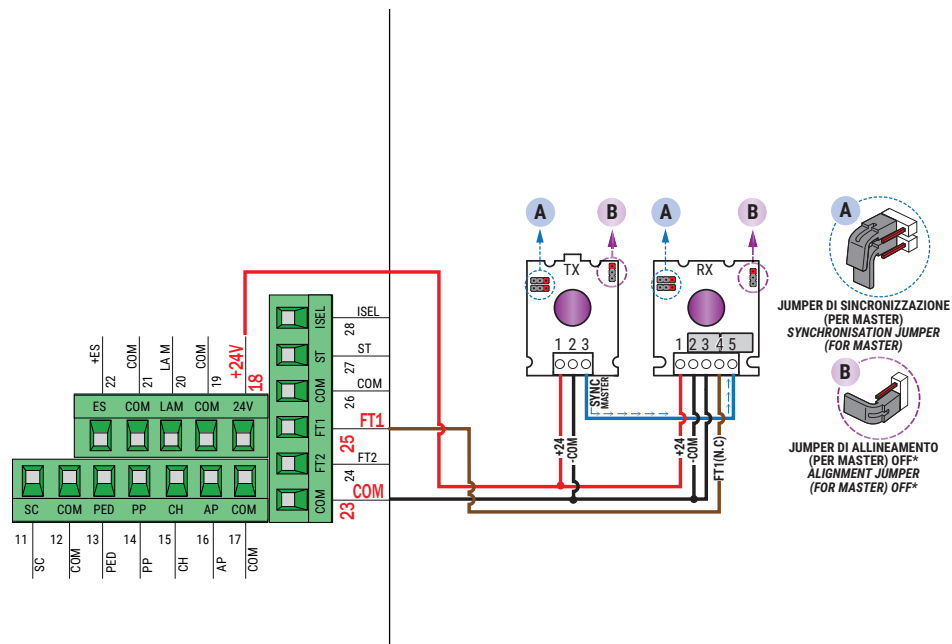 A
B
A
B
A
TX
RX
1 2 3
1 2 3 4 5
SYNC
MASTER
+24
-COM
+24
-COM
FT1(N.C)
JUMPER DI SINCRONIZZAZIONE
(PER MASTER)
SYNCHRONISATION JUMPER
(FOR MASTER)
B
JUMPER DI ALLINEAMENTO
(PER MASTER) OFF*
ALIGNMENT JUMPER
(FOR MASTER) OFF*
+ES
22
COM
21
LA M
20
COM
19
+24V
18
ES COM LAM COM 24V
SC COM PED PP CH AP COM
11
SC
12
COM
13
PED
14
PP
15
CH
16
AP
17
COM
ISEL
ISEL
28
ST
ST
27
COM
COM
26
FT1
FT1
25
FT2
FT2
24
COM
COM
23